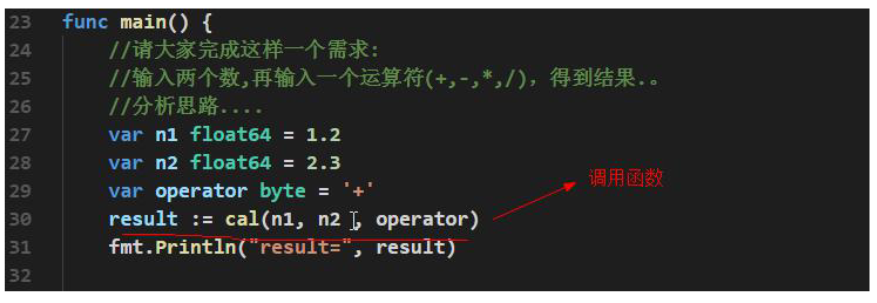 23 func main() {
24 //请大家完成这样一个需求:
25 //输入两个数,再输入一个运算符(+,-,*,/)，得到结果.。
26 //分析思路....
27 var n1 float64 = 1.2
28 var n2 float64 = 2.3
29 var operator byte = '+'
调用函数
30 result := cal(n1, n2 , operator)
31 fmt.Println("result=", result)
32